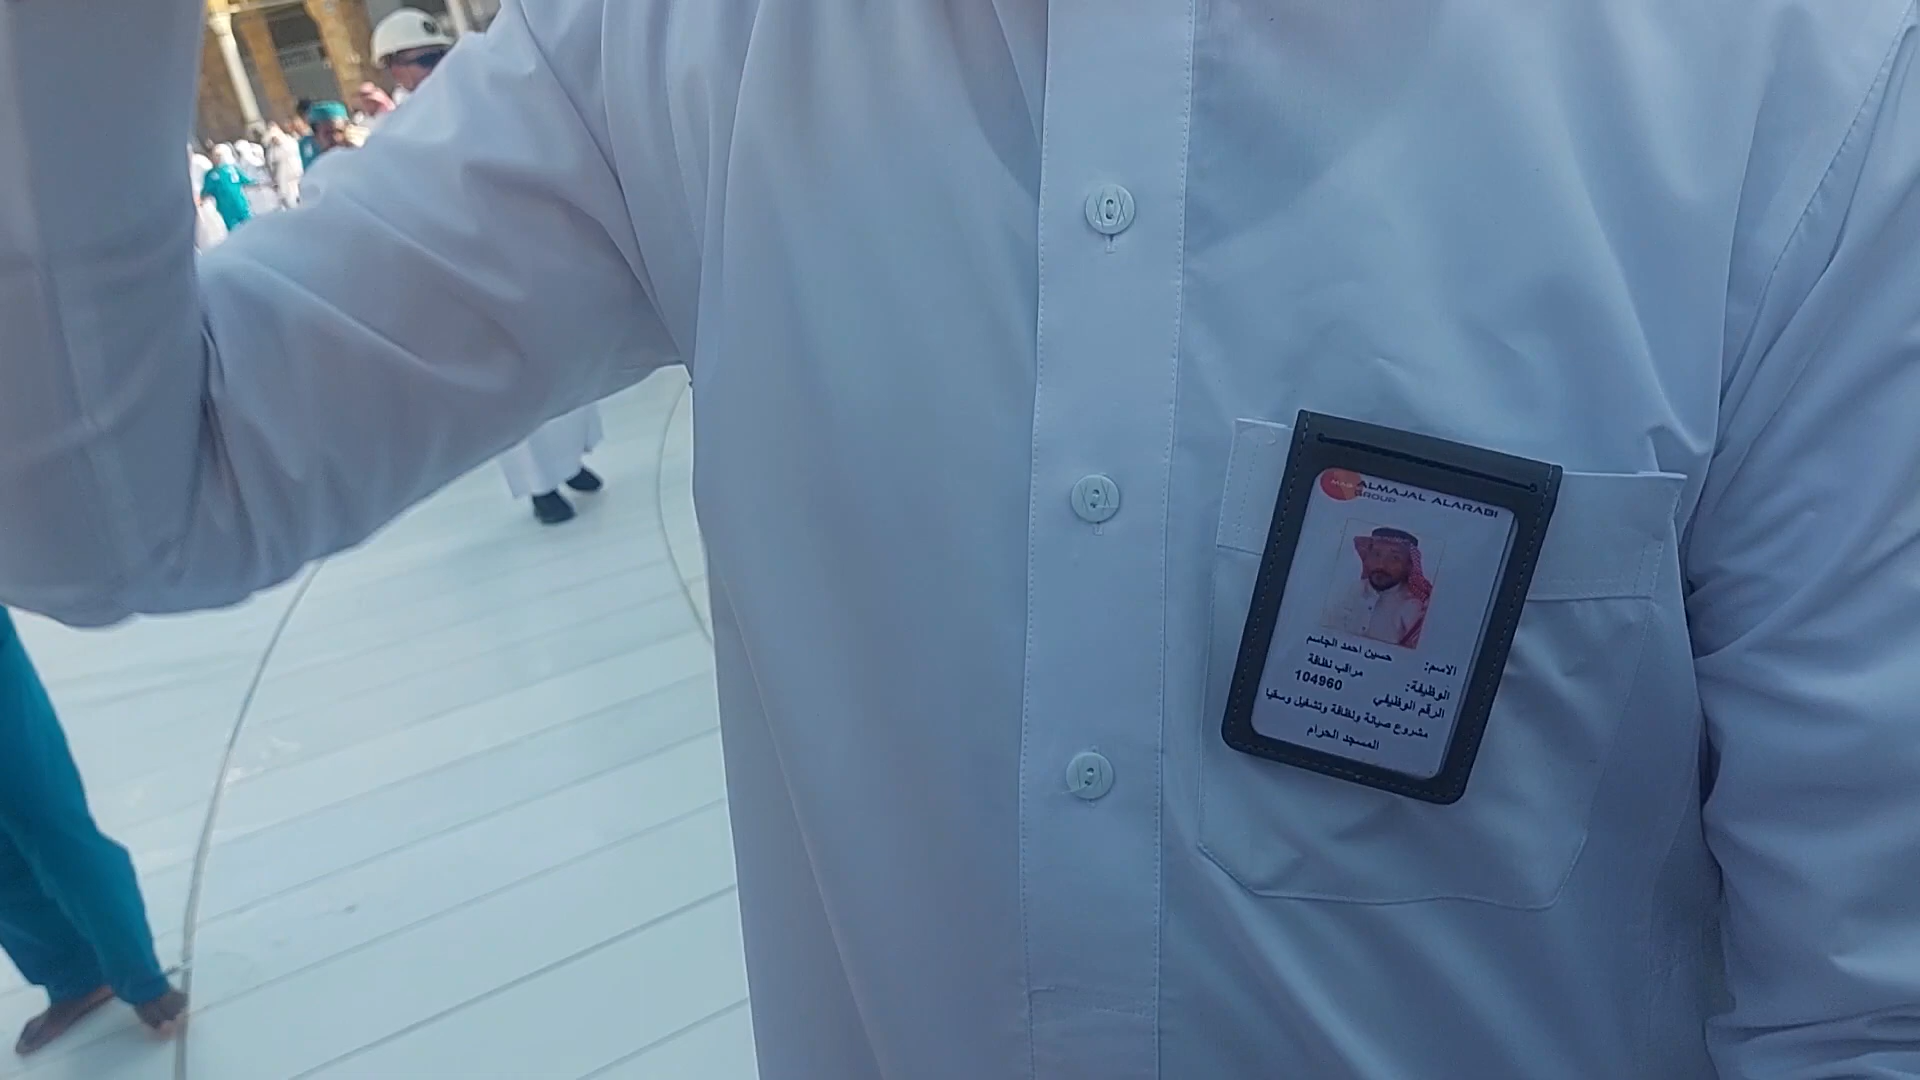 MAG ALMAJAL ALARABI
GROUP
الاسم: حسين احمد الجاسم
الوظيفة: مراقب نظافة
الرقم الوظيفي 104960
مشروع صيانة ونظافة وتشغيل وسقيا
المسجد الحرام